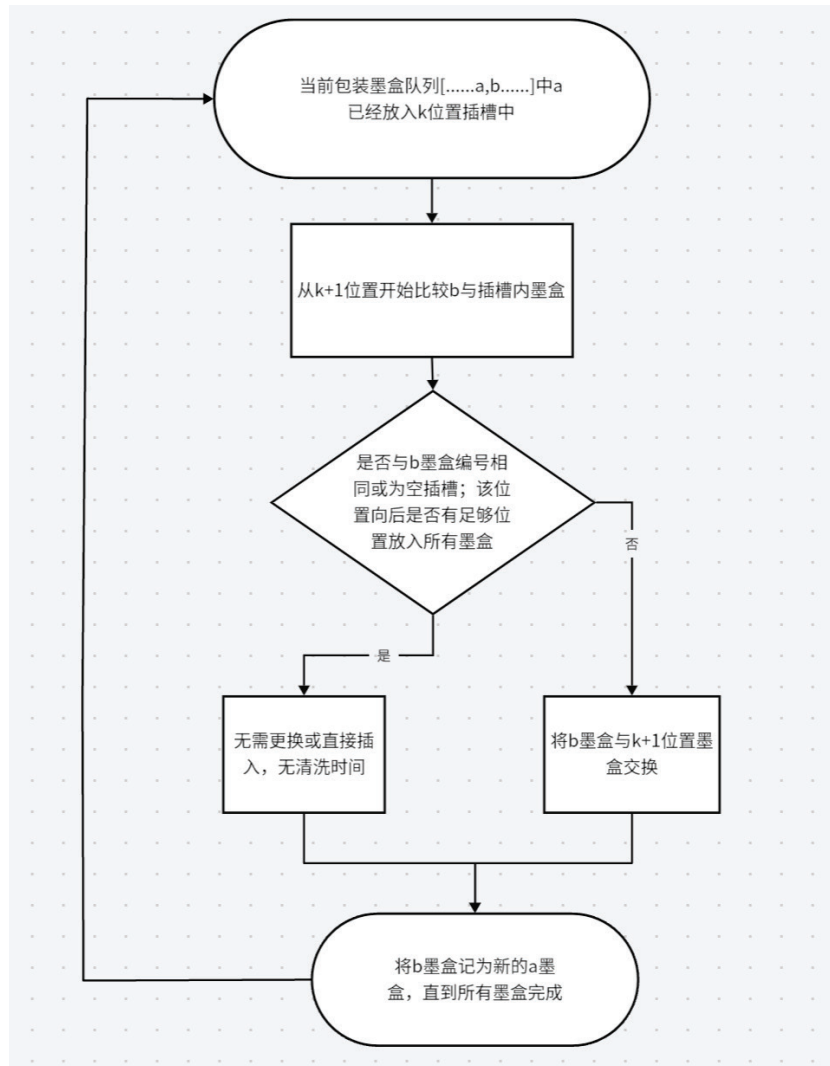 当前包装墨盒队列[......a,b......]中a
已经放入k位置插槽中
从k+1位置开始比较b与插槽内墨盒
是否与b墨盒编号相
同或为空插槽；该位
置向后是否有足够位
置放入所有墨盒
否
是
无需更换或直接插
入，无清洗时间
将b墨盒与k+1位置墨
盒交换
将b墨盒记为新的a墨
盒，直到所有墨盒完成